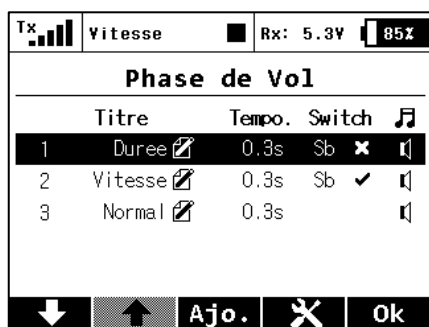 Tx Vitesse Rx: 5.3V 85%
Phase de Vol
Titre Tempo. Switch
1 Duree 0.3s Sb
2 Vitesse 0.3s Sb
3 Normal 0.3s
Ajo. Ok